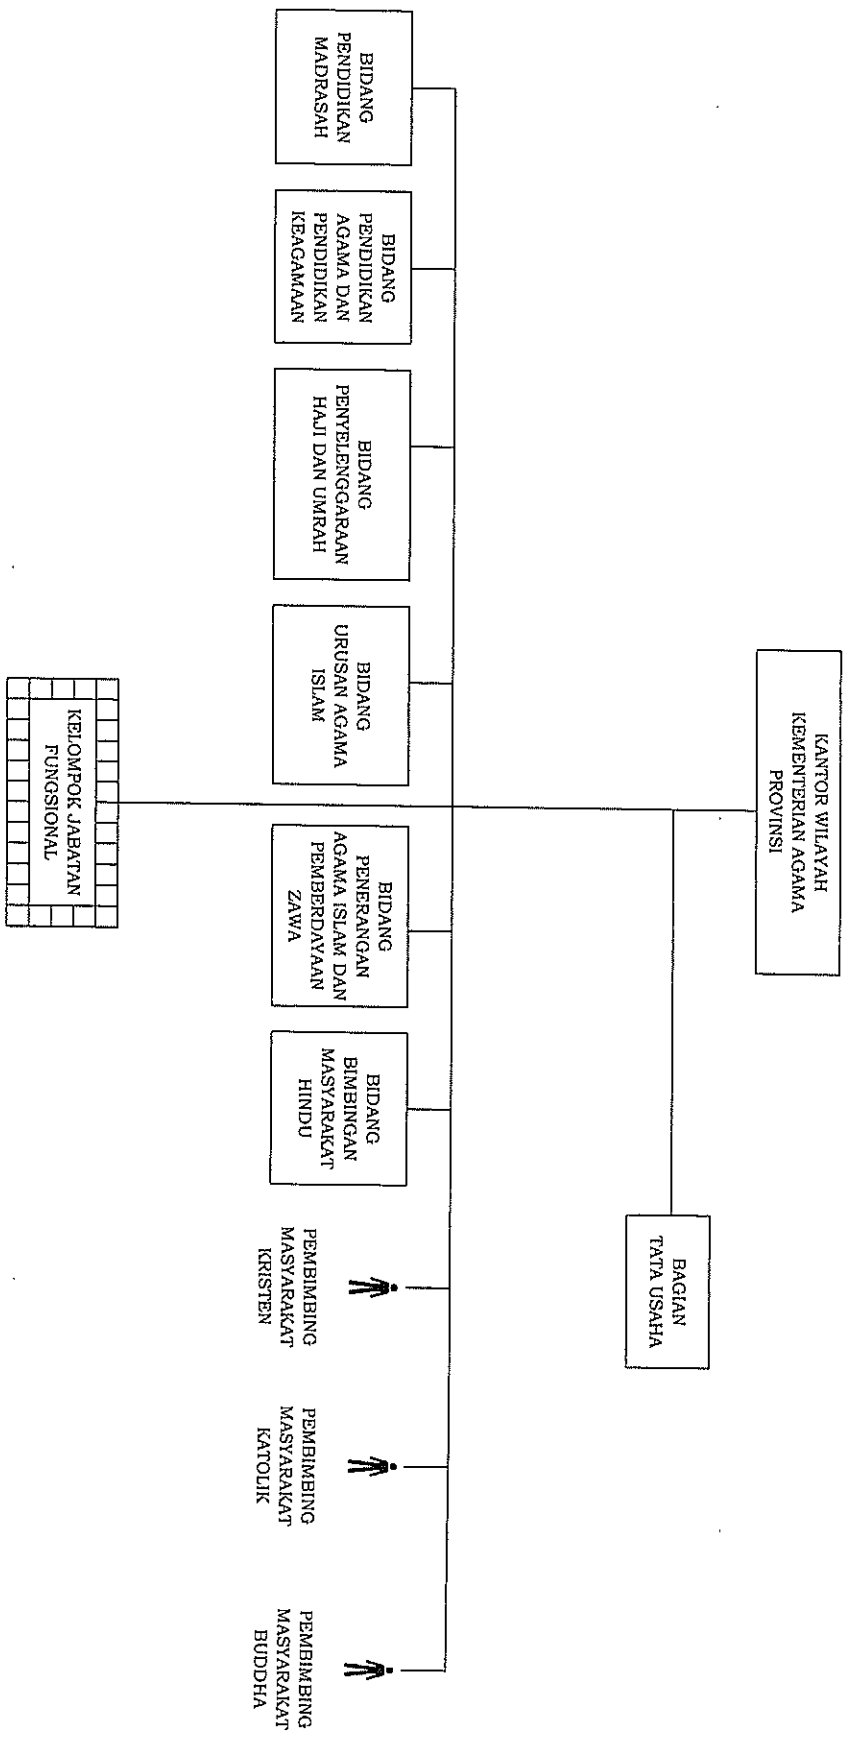 KANTOR WILAYAH
KEMENTERIAN AGAMA
PROVINSI
BAGIAN
TATA USAHA
BIDANG
PENDIDIKAN
MADRASAH
BIDANG
PENDIDIKAN
AGAMA DAN
PENDIDIKAN
KEAGAMAAN
BIDANG
PENYELENGGARAAN
HAJI DAN UMRAH
BIDANG
URUSAN AGAMA
ISLAM
BIDANG
PENERANGAN
AGAMA ISLAM DAN
PEMBERDAYAAN
ZAWA
BIDANG
BIMBINGAN
MASYARAKAT
HINDU
PEMBIMBING
MASYARAKAT
KRISTEN
PEMBIMBING
MASYARAKAT
KATOLIK
PEMBIMBING
MASYARAKAT
BUDDHA
KELOMPOK JABATAN
FUNGSIONAL